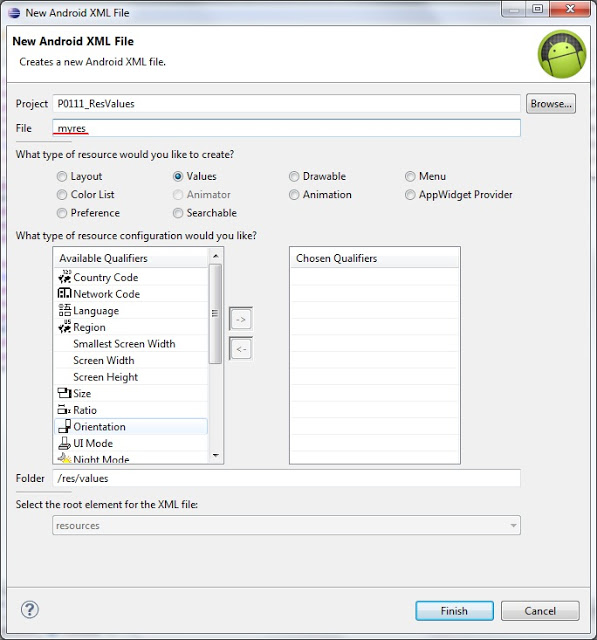 New Android XML File
New Android XML File
Creates a new Android XML file.
Project P0111_ResValues Browse...
File myres
What type of resource would you like to create?
Layout Values Drawable Menu
Color List Animator Animation AppWidget Provider
Preference Searchable
What type of resource configuration would you like?
Available Qualifiers Chosen Qualifiers
Country Code
Network Code
Language
Region
Smallest Screen Width
Screen Width
Screen Height
Size
Ratio
Orientation
UI Mode
Night Mode
->
<-
Folder /res/values
Select the root element for the XML file:
resources
? Finish Cancel